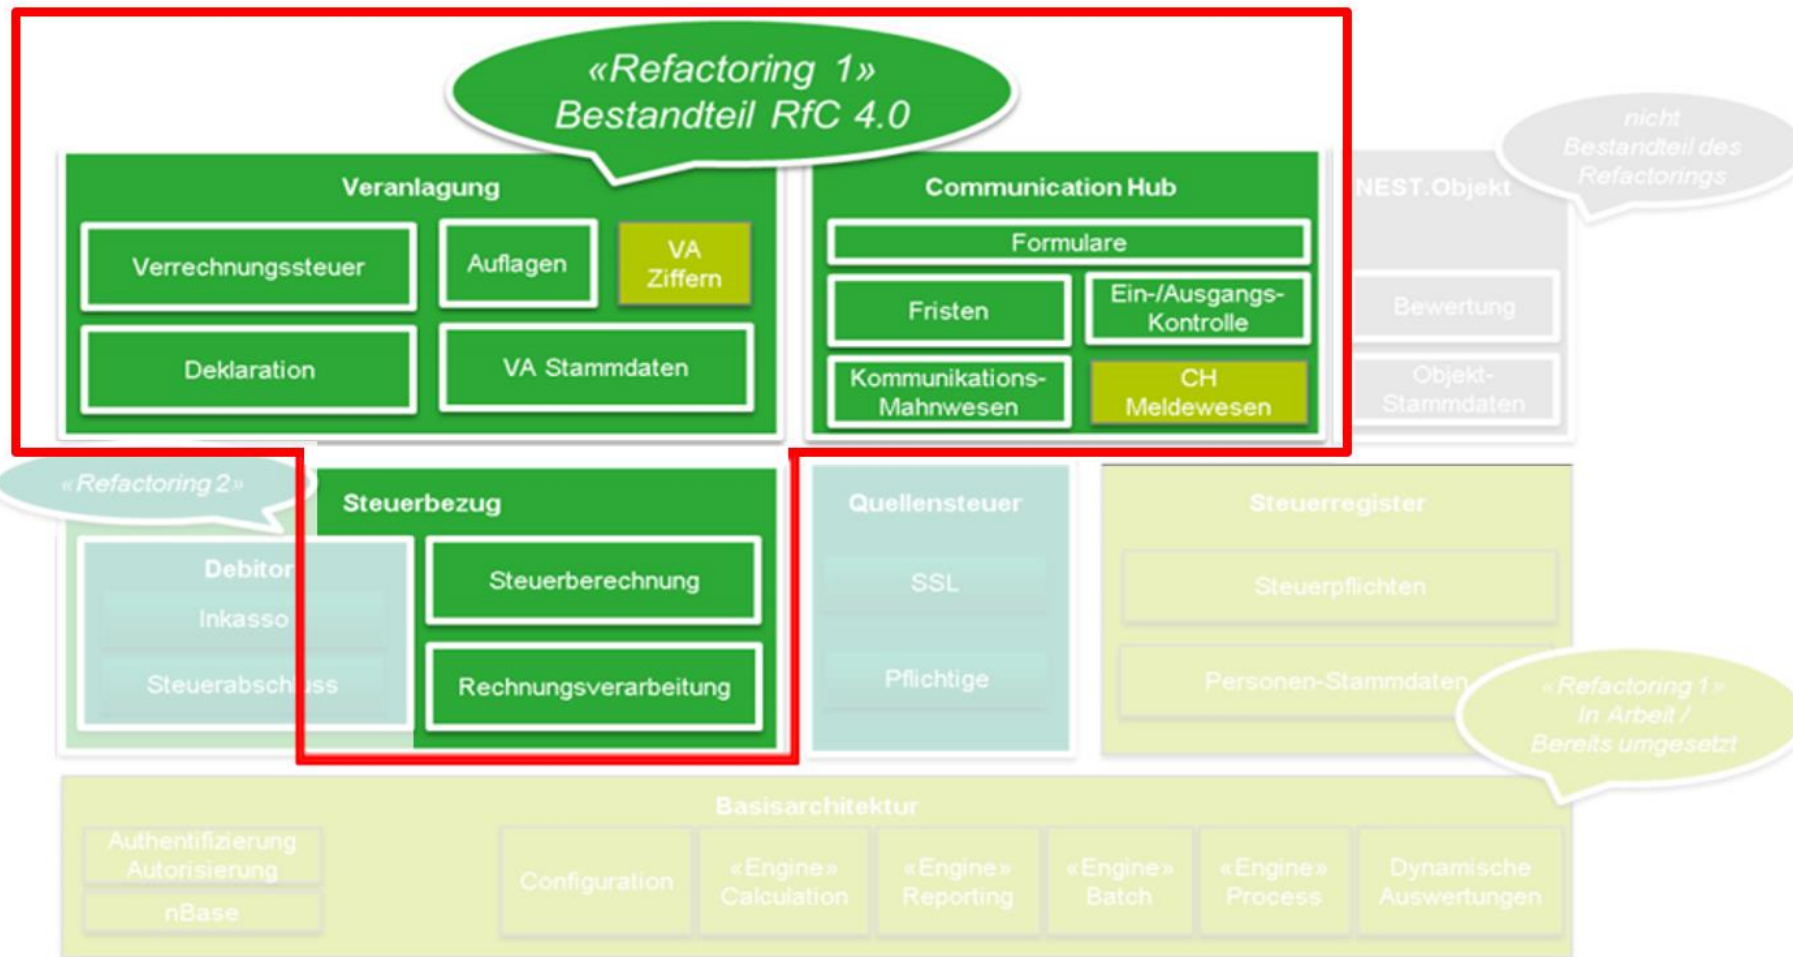 «Refactoring 1»
Bestandteil RfC 4.0
nicht
Bestandteil des
Refactorings
Veranlagung
Verrechnungssteuer
Auflagen
VA
Ziffern
Deklaration
VA Stammdaten
Communication Hub
Formulare
Fristen
Ein-/Ausgangs-
Kontrolle
Kommunikations-
Mahnwesen
CH
Meldewesen
NEST.Objekt
Bewertung
Objekt-
Stammdaten
«Refactoring 2»
Steuerbezug
Debitor
Inkasso
Steuerabschluss
Steuerberechnung
Rechnungsverarbeitung
Quellensteuer
SSL
Pflichtige
Steuerregister
Steuerpflichten
Personen-Stammdaten
«Refactoring 1»
In Arbeit /
Bereits umgesetzt
Basisarchitektur
Authentifizierung
Autorisierung
nBase
Configuration
«Engine»
Calculation
«Engine»
Reporting
«Engine»
Batch
«Engine»
Process
Dynamische
Auswertungen